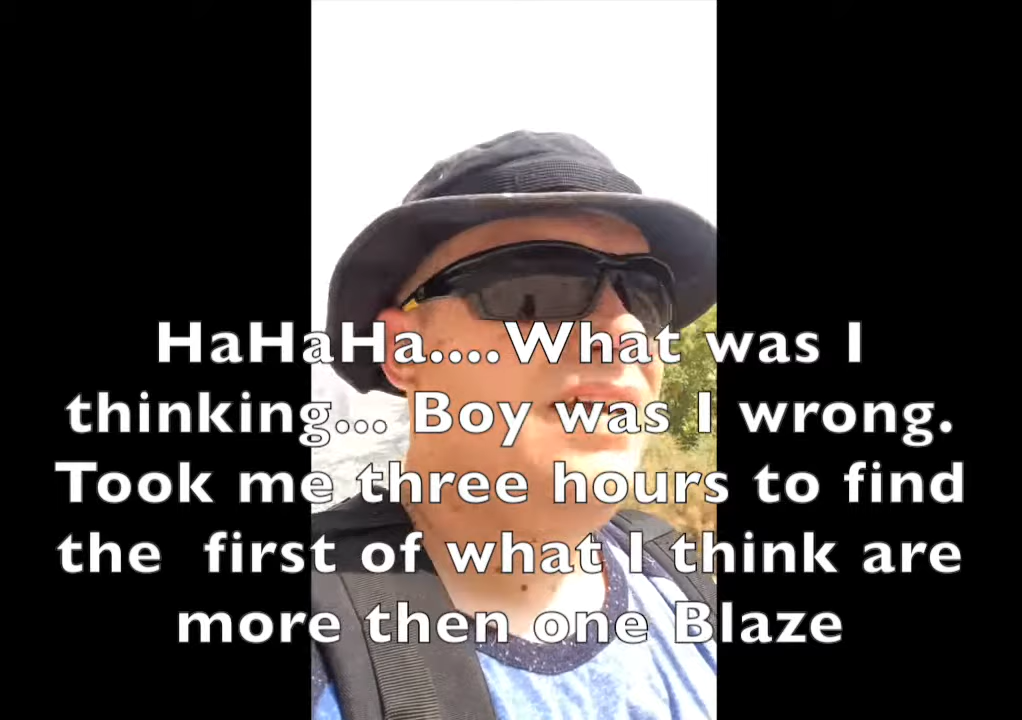 HaHaHa....What was I
thinking... Boy was I wrong.
Took me three hours to find
the  first of what I think are
more then one Blaze